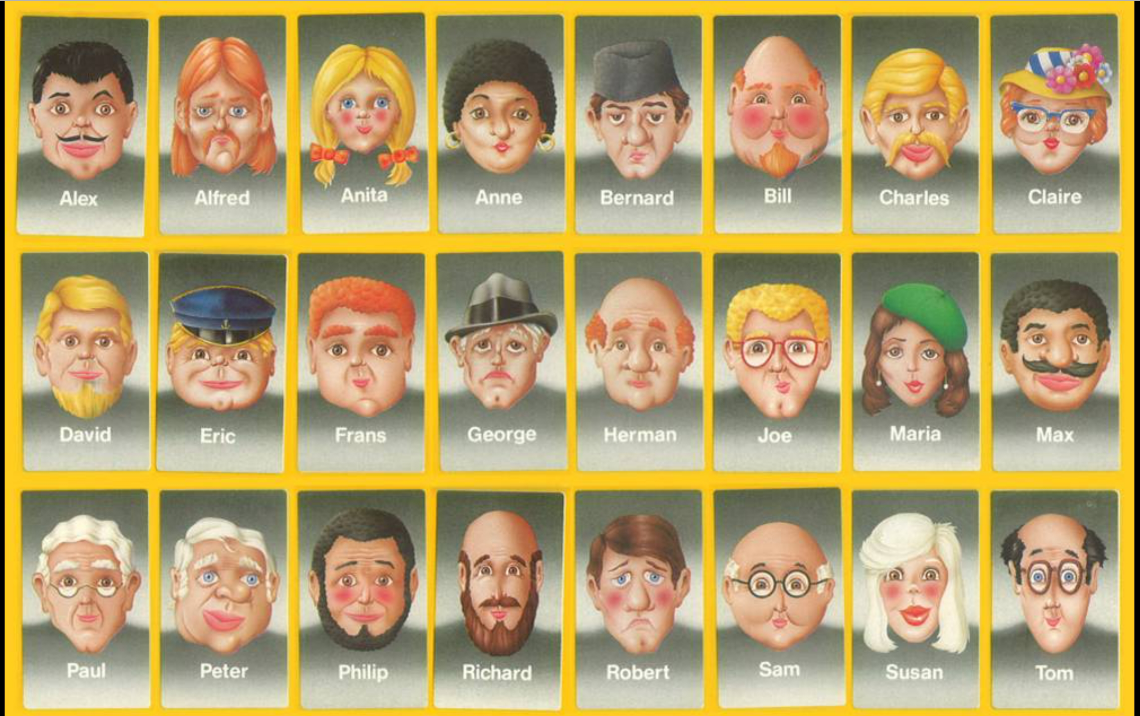 Alex Alfred Anita Anne Bernard Bill Charles Claire
David Eric Frans George Herman Joe Maria Max
Paul Peter Philip Richard Robert Sam Susan Tom